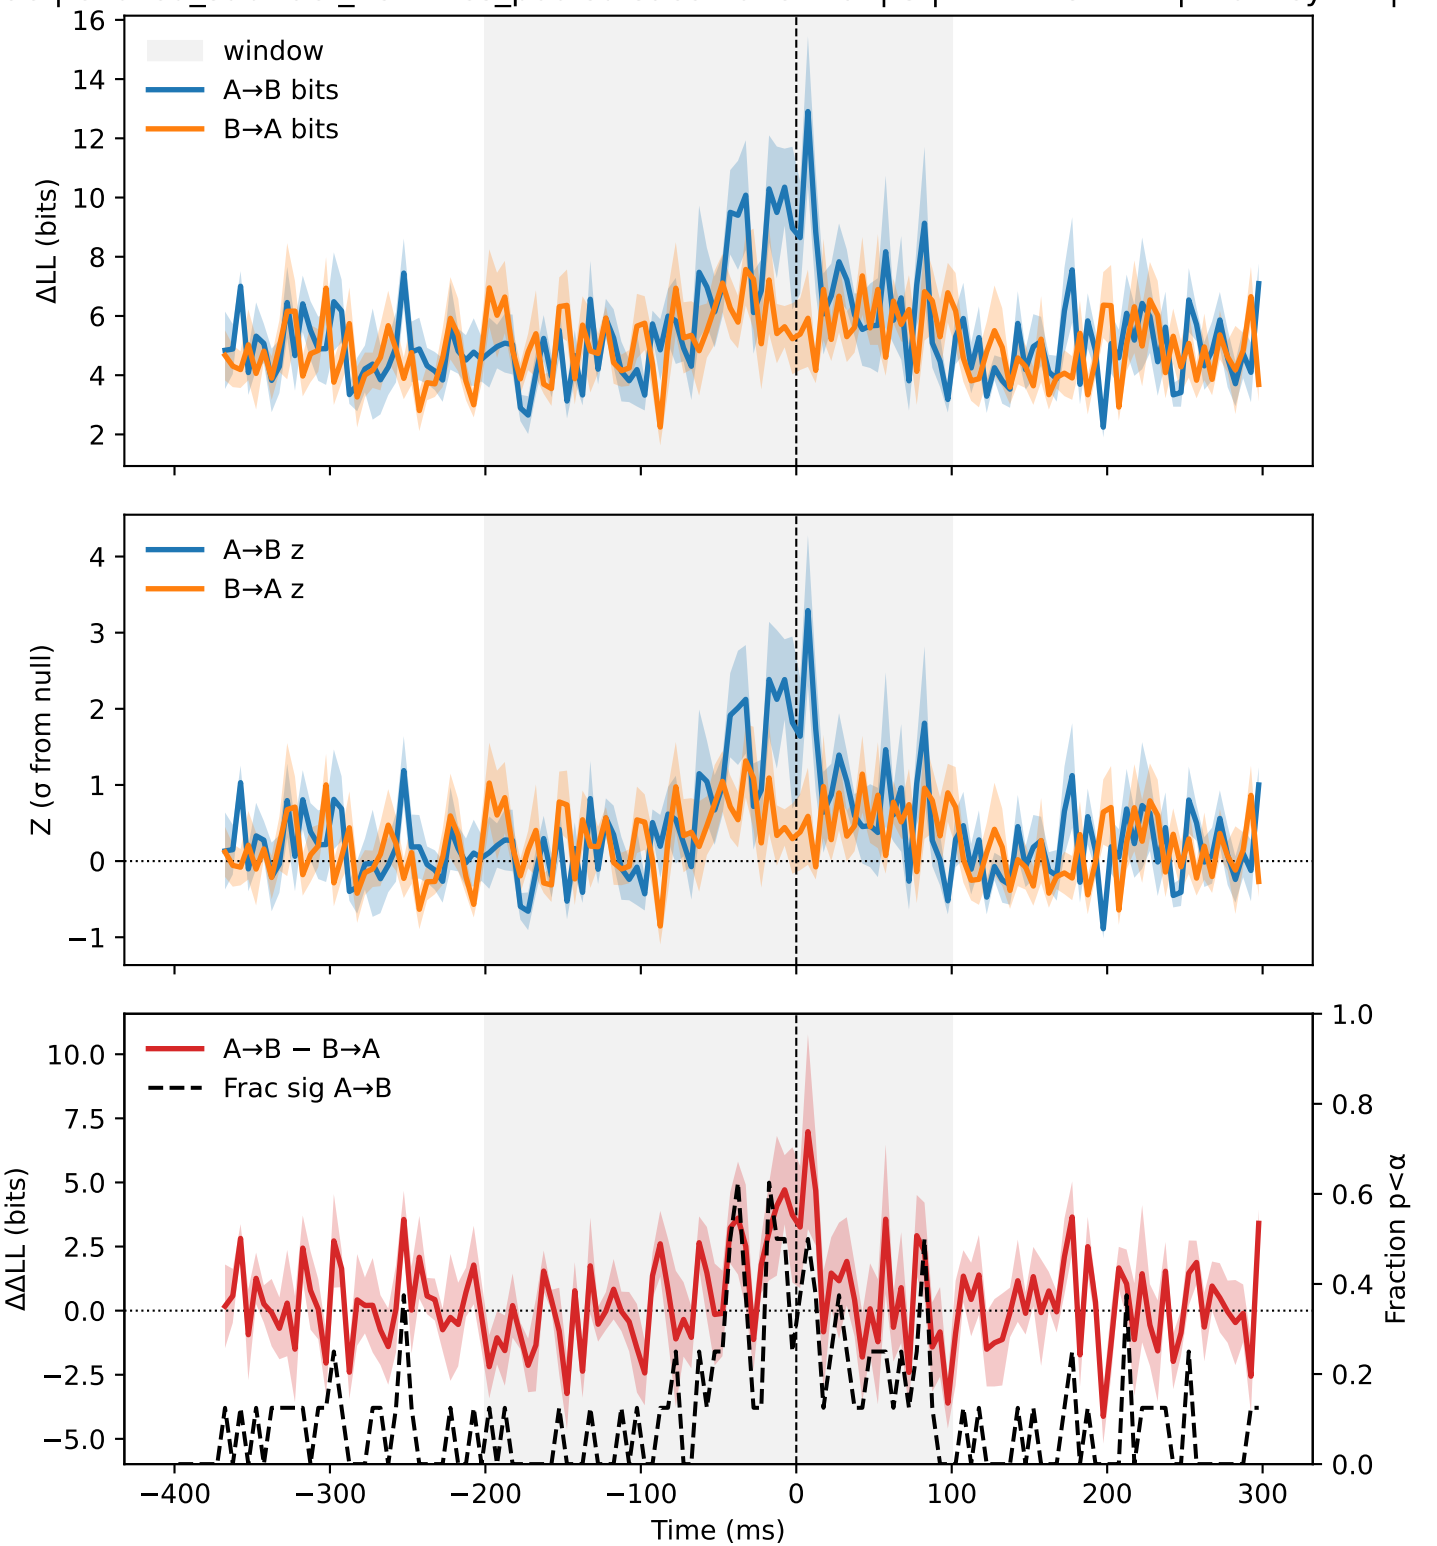 16
14
12
10
8
6
4
2
ΔLL (bits)
window
A→B bits
B→A bits
4
3
2
1
0
−1
Z (σ from null)
A→B z
B→A z
10.0
7.5
5.0
2.5
0.0
−2.5
−5.0
ΔΔLL (bits)
A→B − B→A
Frac sig A→B
1.0
0.8
0.6
0.4
0.2
0.0
Fraction p<α
−400 −300 −200 −100 0 100 200 300
Time (ms)